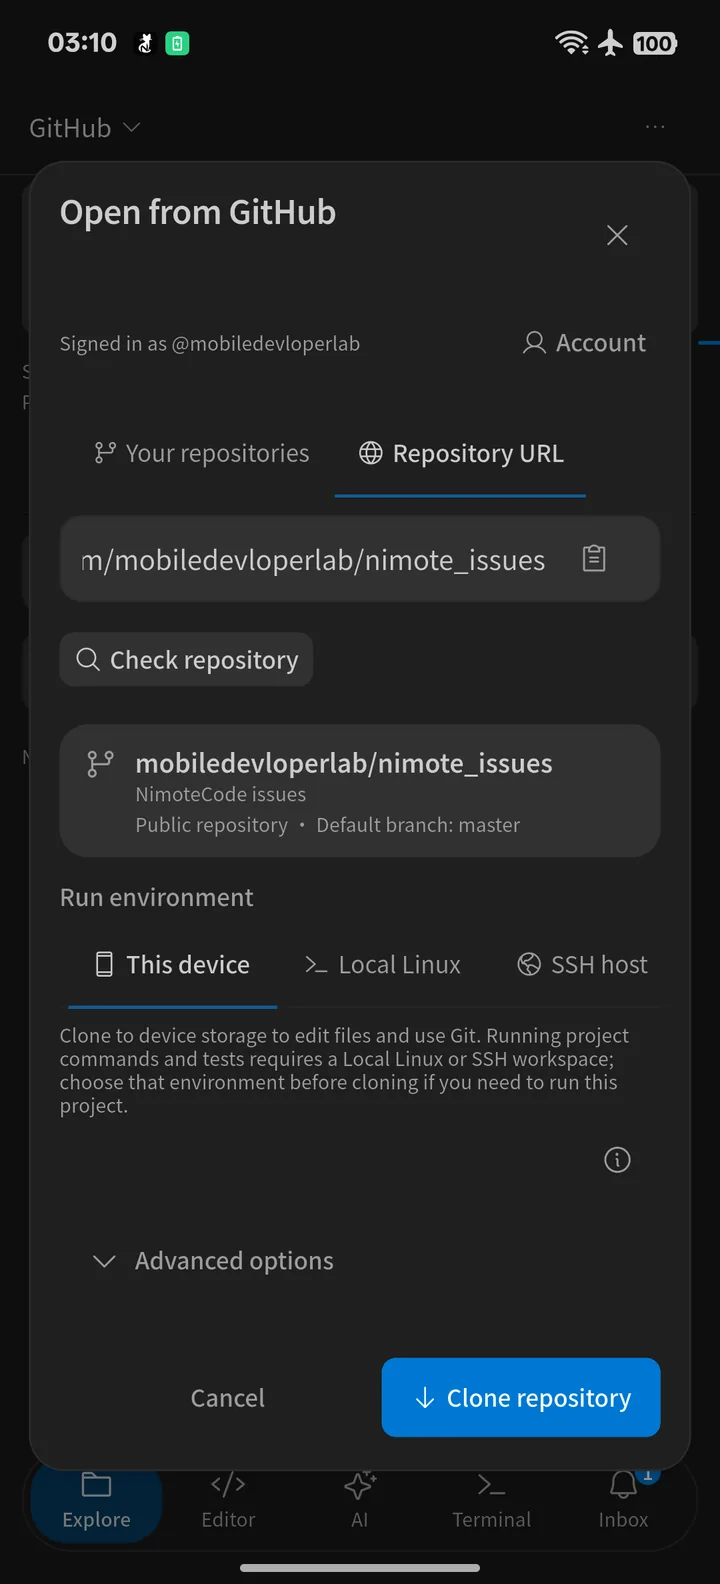 03:10
100
GitHub
Open from GitHub
Signed in as @mobiledevloperlab
Account
Your repositories
Repository URL
m/mobiledevloperlab/nimote_issues
Check repository
mobiledevloperlab/nimote_issues
NimoteCode issues
Public repository • Default branch: master
Run environment
This device
Local Linux
SSH host
Clone to device storage to edit files and use Git. Running project
commands and tests requires a Local Linux or SSH workspace;
choose that environment before cloning if you need to run this
project.
Advanced options
Cancel
Clone repository
1
Explore
Editor
AI
Terminal
Inbox